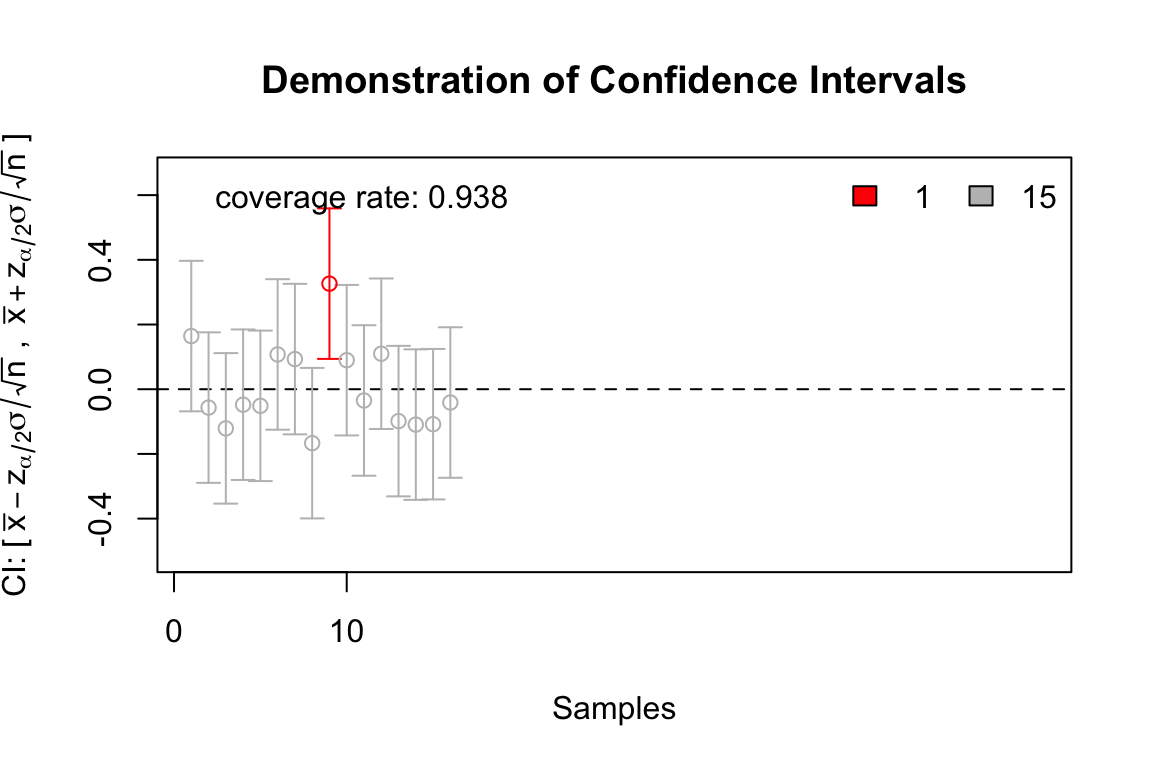 Demonstration of Confidence Intervals
coverage rate: 0.938
1
15
CI: [ x̅ − zα/2σ/√n , x̅ + zα/2σ/√n ]
0.4
0.0
-0.4
0
10
Samples